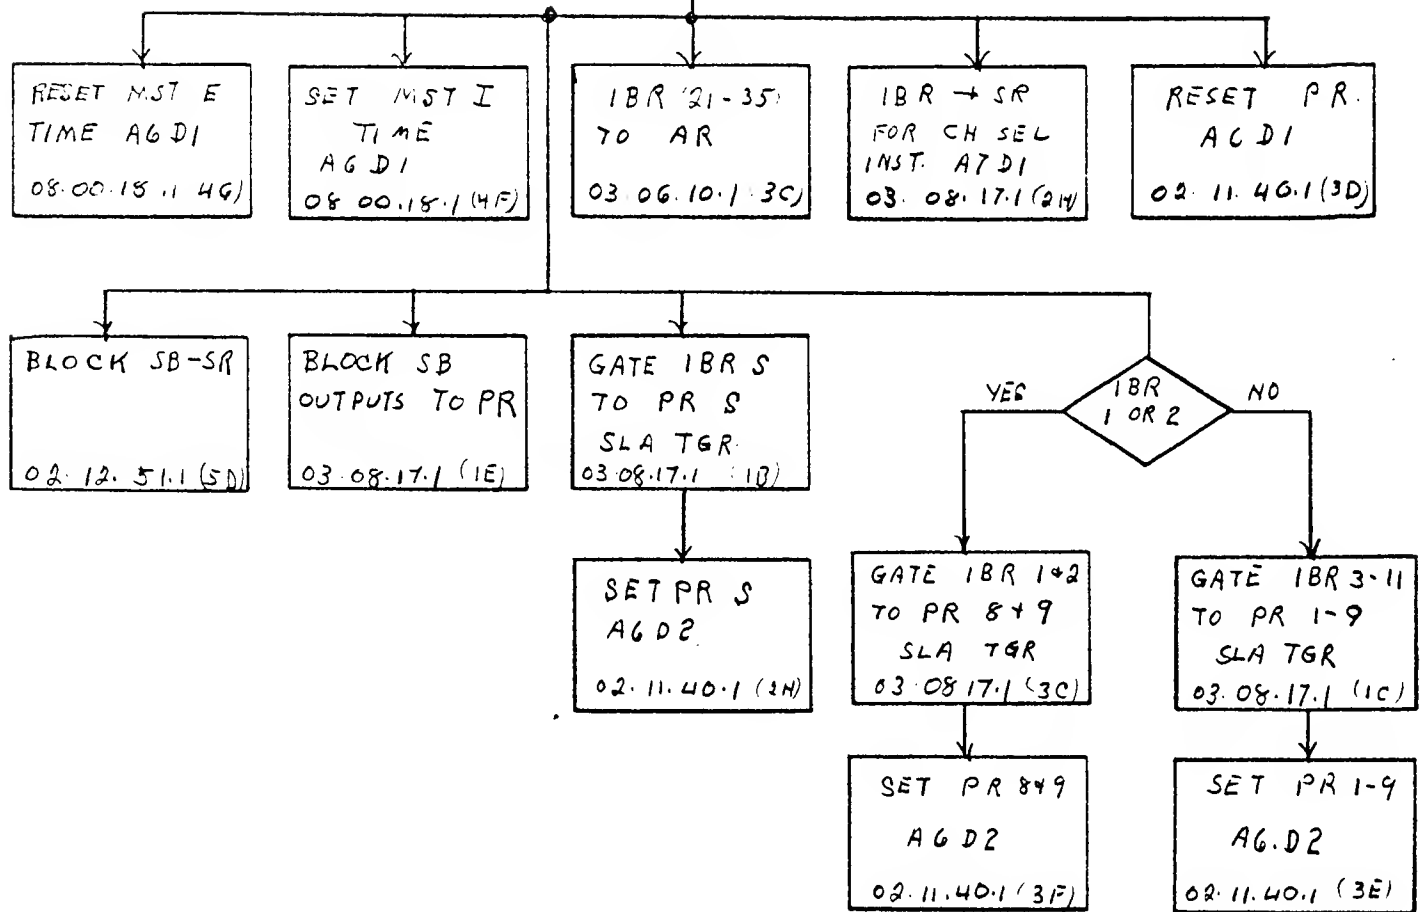 RESET MST E
TIME A6D1
08.00.18.1 4G)
SET MST I
TIME
A6D1
08 00.18.1 (4F)
IBR (21-35)
TO AR
03.06.10.1 (3C)
IBR → SR
FOR CH SEL
INST. A7D1
03. 08.17.1 (2H)
RESET PR.
A6D1
02.11.40.1 (3D)
BLOCK SB-SR
02.12.51.1 (5D)
BLOCK SB
OUTPUTS TO PR
03.08.17.1 (1E)
GATE IBR S
TO PR S
SLA TGR.
03.08.17.1 (1B)
YES
IBR
1 OR 2
NO
SET PR S
A6D2.
02.11.40.1 (2H)
GATE IBR 1+2
TO PR 8+9
SLA TGR
03.08 17.1 (3C)
GATE IBR 3-11
TO PR 1-9
SLA TGR
03.08.17.1 (1C)
SET PR 8+9
A6D2
02.11.40.1 (3F)
SET PR 1-9
A6.D2
02.11.40.1 (3E)